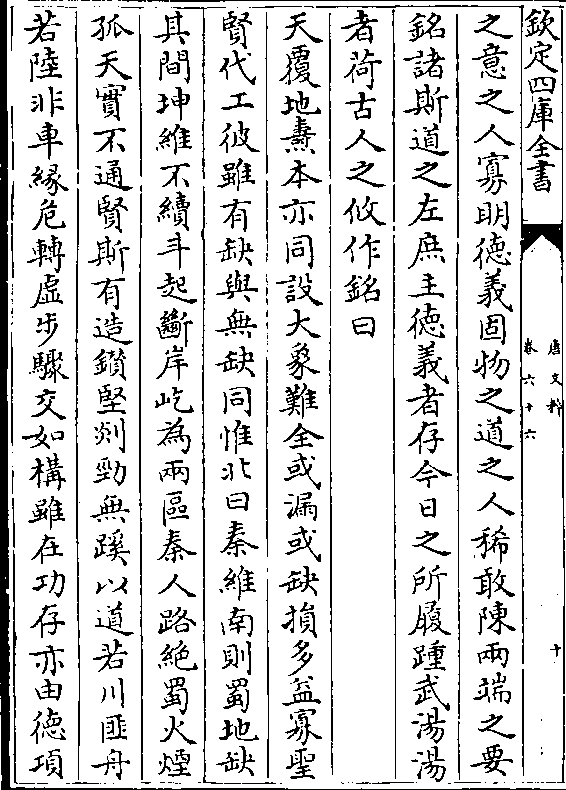 欽定四庫全書
唐文粹
卷六十六
十
之意之人寡明德義固物之道之人稀敢陳兩端之要
銘諸斯道之左庶主德義者存今日之所履踵武湯湯
者荷古人之攸作銘曰
天覆地燾本亦同設大象難全或漏或缺損多益寡聖
賢代工彼雖有缺與無缺同惟北曰秦維南則蜀地缺
其間坤維不續斗起斷岸屹為兩區秦人路絶蜀火煙
孤天實不通賢斯有造鑚堅剡勁無蹊以道若川匪舟
若陸非車縁危轉虛步驟交如構雖在功存亦由德項